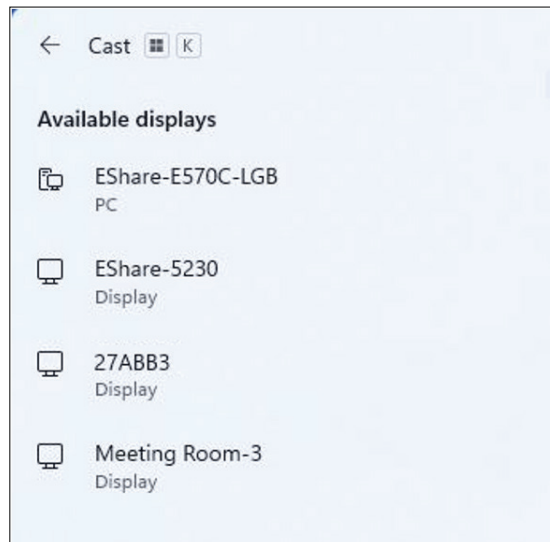 Cast K
Available displays
EShare-E570C-LGB
PC
EShare-5230
Display
27ABB3
Display
Meeting Room-3
Display